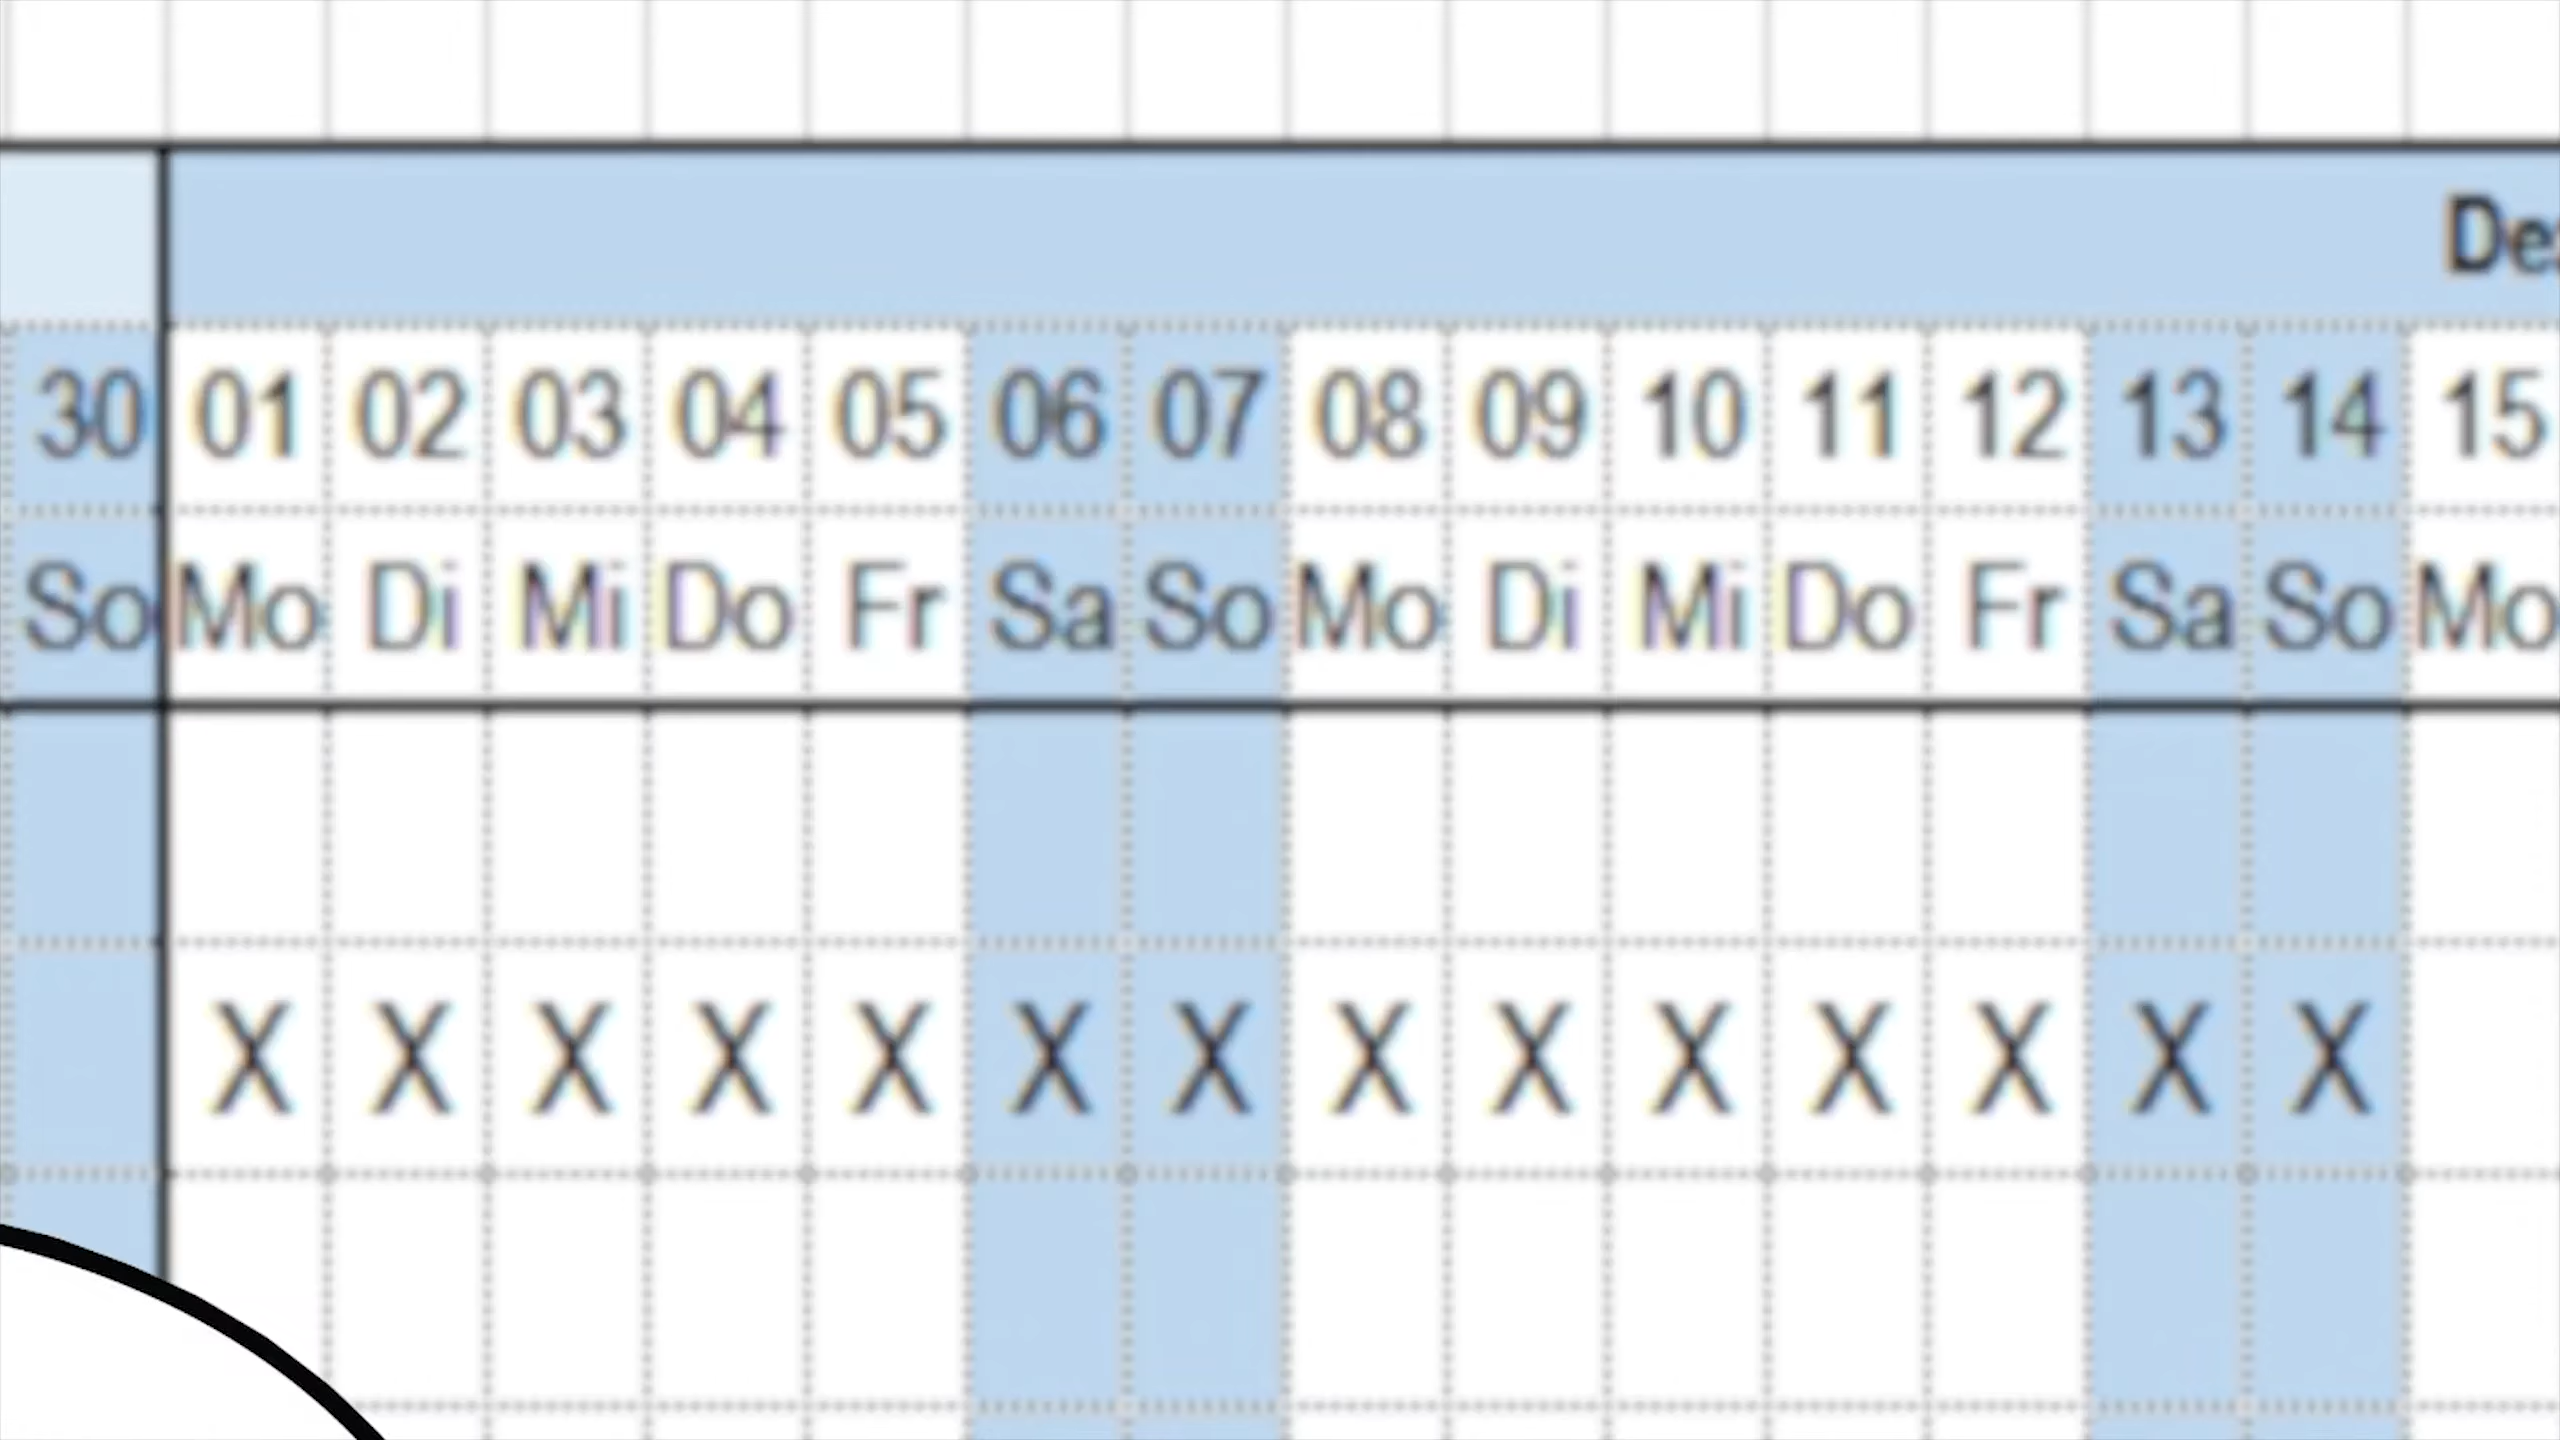 De
30 01 02 03 04 05 06 07 08 09 10 11 12 13 14 15
So Mo Di Mi Do Fr Sa So Mo Di Mi Do Fr Sa So Mo
X X X X X X X X X X X X X X